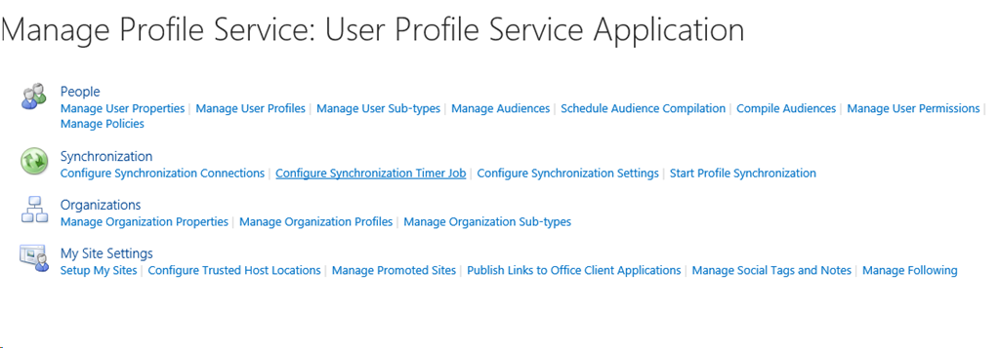 Manage Profile Service: User Profile Service Application
People
Manage User Properties | Manage User Profiles | Manage User Sub-types | Manage Audiences | Schedule Audience Compilation | Compile Audiences | Manage User Permissions |
Manage Policies
Synchronization
Configure Synchronization Connections | Configure Synchronization Timer Job | Configure Synchronization Settings | Start Profile Synchronization
Organizations
Manage Organization Properties | Manage Organization Profiles | Manage Organization Sub-types
My Site Settings
Setup My Sites | Configure Trusted Host Locations | Manage Promoted Sites | Publish Links to Office Client Applications | Manage Social Tags and Notes | Manage Following